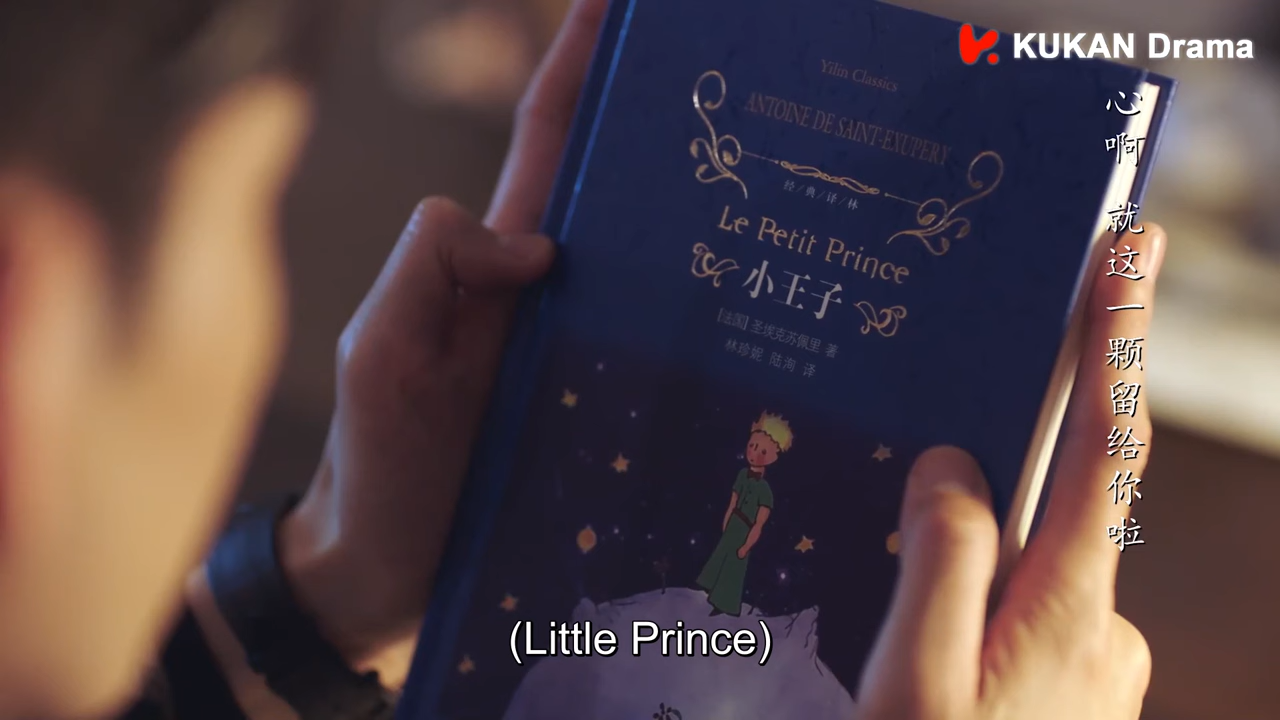 KUKAN Drama
Yilin Classics
ANTOINE DE SAINT-EXUPERY
经/典/译/林
Le Petit Prince
小王子
[法国] 圣埃克苏佩里 著
林珍妮 陆洵 译
心啊 就这一颗留给你啦
(Little Prince)